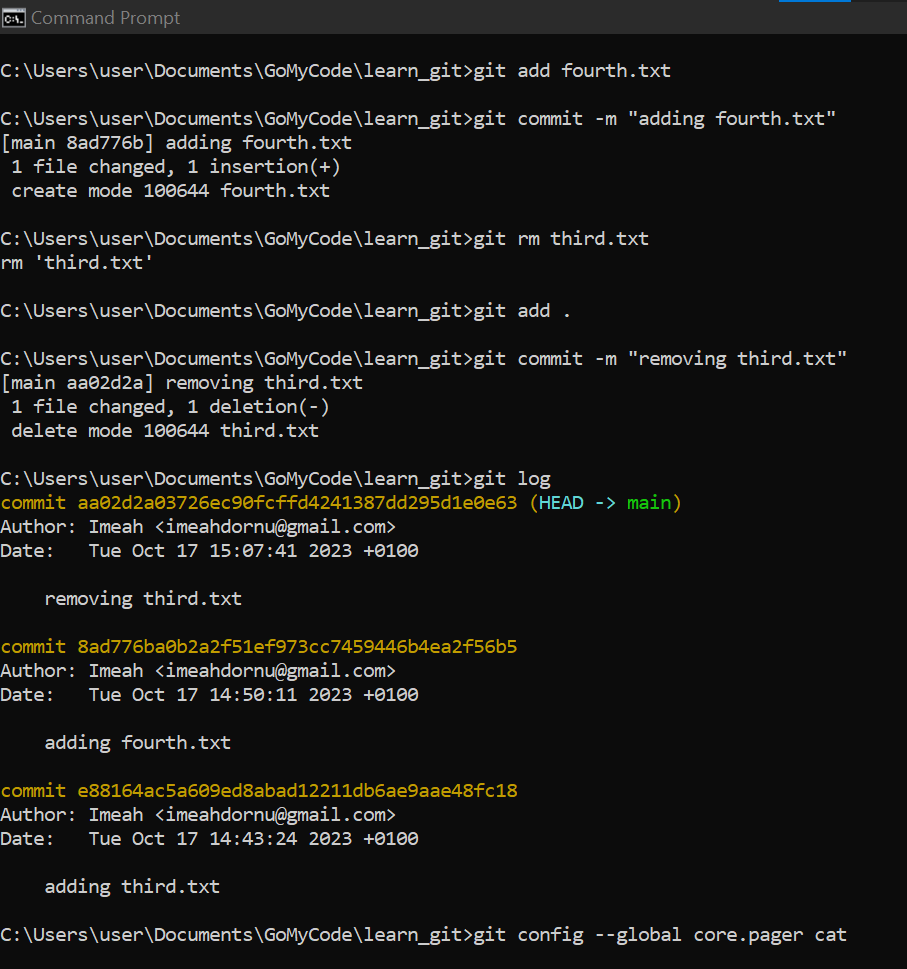 Command Prompt
C:\Users\user\Documents\GoMyCode\learn_git>git add fourth.txt
C:\Users\user\Documents\GoMyCode\learn_git>git commit -m "adding fourth.txt"
[main 8ad776b] adding fourth.txt
 1 file changed, 1 insertion(+)
 create mode 100644 fourth.txt
C:\Users\user\Documents\GoMyCode\learn_git>git rm third.txt
rm 'third.txt'
C:\Users\user\Documents\GoMyCode\learn_git>git add .
C:\Users\user\Documents\GoMyCode\learn_git>git commit -m "removing third.txt"
[main aa02d2a] removing third.txt
 1 file changed, 1 deletion(-)
 delete mode 100644 third.txt
C:\Users\user\Documents\GoMyCode\learn_git>git log
commit aa02d2a03726ec90fcffd4241387dd295d1e0e63 (HEAD -> main)
Author: Imeah <imeahdornu@gmail.com>
Date:   Tue Oct 17 15:07:41 2023 +0100
    removing third.txt
commit 8ad776ba0b2a2f51ef973cc7459446b4ea2f56b5
Author: Imeah <imeahdornu@gmail.com>
Date:   Tue Oct 17 14:50:11 2023 +0100
    adding fourth.txt
commit e88164ac5a609ed8abad12211db6ae9aae48fc18
Author: Imeah <imeahdornu@gmail.com>
Date:   Tue Oct 17 14:43:24 2023 +0100
    adding third.txt
C:\Users\user\Documents\GoMyCode\learn_git>git config --global core.pager cat